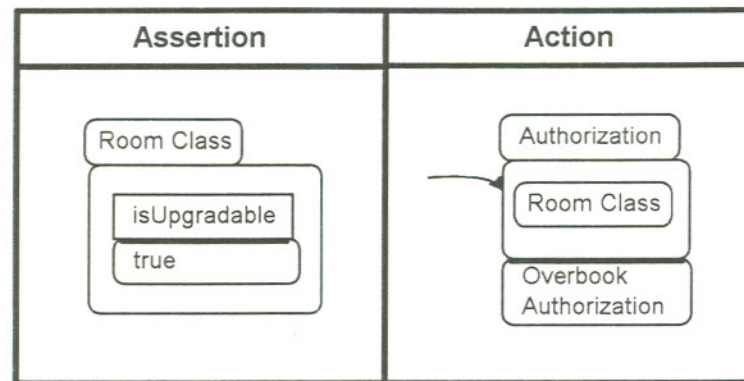 Assertion
Action
Room Class
isUpgradable
true
Authorization
Room Class
Overbook
Authorization